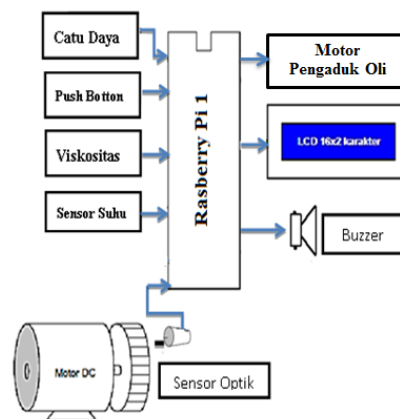 Catu Daya
Push Botton
Viskositas
Sensor Suhu
Rasberry Pi 1
Motor
Pengaduk Oli
LCD 16x2 karakter
Buzzer
Motor DC
Sensor Optik